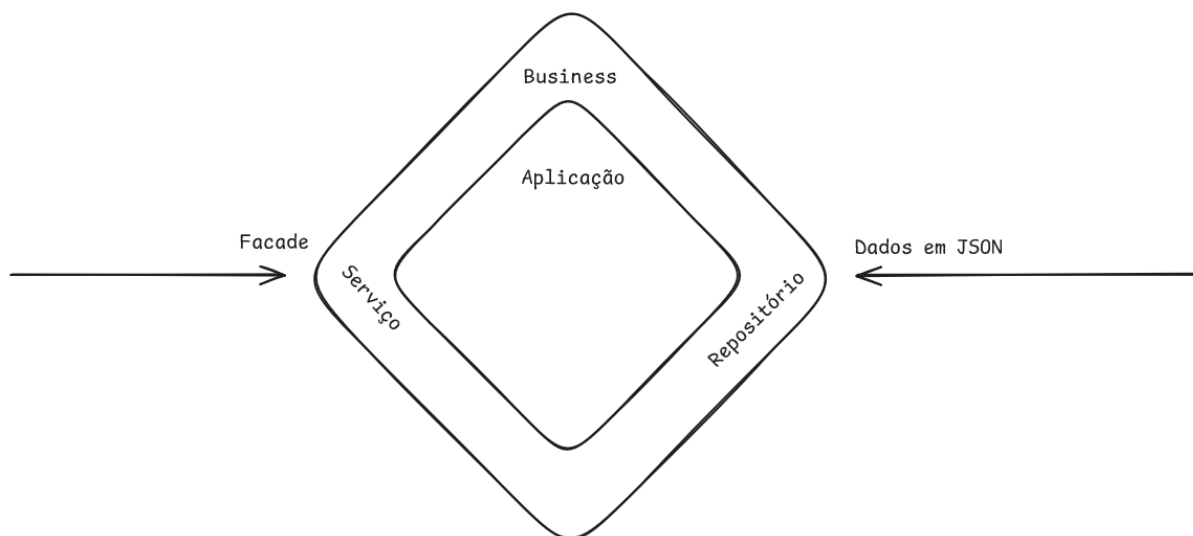 Business
Aplicação
Facade
Dados em JSON
Serviço
Repositório